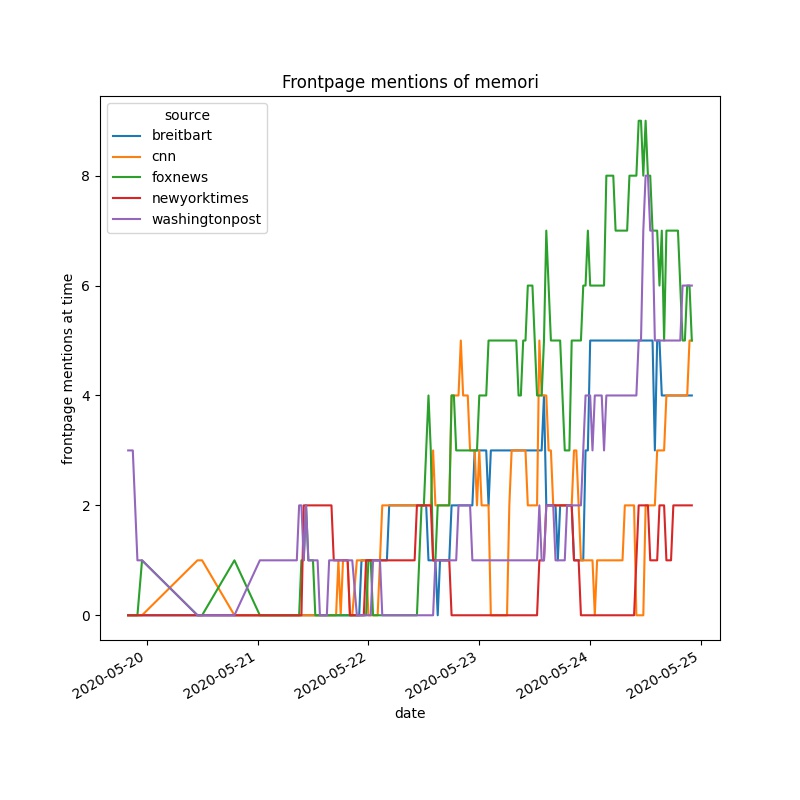 Frontpage mentions of memori
source
breitbart
cnn
foxnews
newyorktimes
washingtonpost
8
6
4
2
0
frontpage mentions at time
2020-05-20
2020-05-21
2020-05-22
2020-05-23
2020-05-24
2020-05-25
date